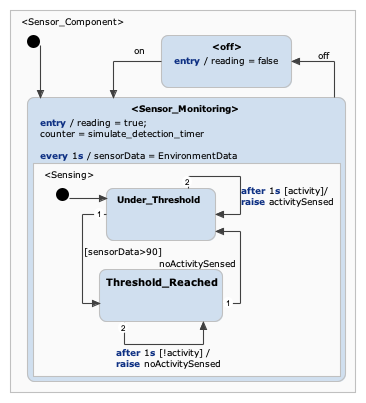 <Sensor_Component>
on
<off>
entry / reading = false
off
<Sensor_Monitoring>
entry / reading = true;
counter = simulate_detection_timer
every 1s / sensorData = EnvironmentData
<Sensing>
2
Under_Threshold
after 1s [activity]/
raise activitySensed
1
[sensorData>90]
noActivitySensed
Threshold_Reached
1
2
after 1s [!activity] /
raise noActivitySensed